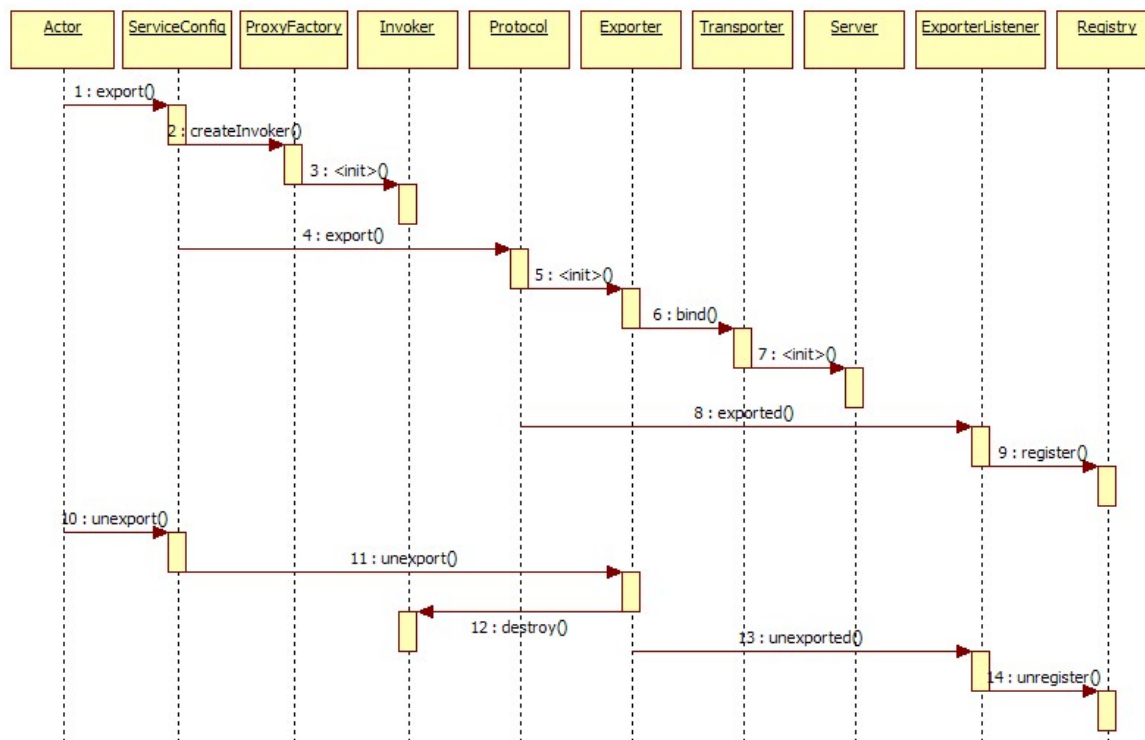 Actor ServiceConfig ProxyFactory Invoker Protocol Exporter Transporter Server ExporterListener Registry
1 : export()
2 : createInvoker()
3 : <init>()
4 : export()
5 : <init>()
6 : bind()
7 : <init>()
8 : exported()
9 : register()
10 : unexport()
11 : unexport()
12 : destroy()
13 : unexported()
14 : unregister()